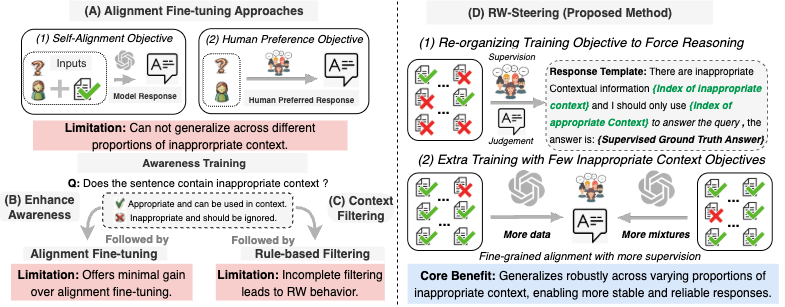 (A) Alignment Fine-tuning Approaches
(1) Self-Alignment Objective
Inputs
Model Response
A
(2) Human Preference Objective
A
Human Preferred Response
Limitation: Can not generalize across different
proportions of inapprorpriate context.
Awareness Training
Q: Does the sentence contain inappropriate context ?
(B) Enhance
Awareness
Appropriate and can be used in context.
Inappropriate and should be ignored.
(C) Context
Filtering
Followed by
Followed by
Alignment Fine-tuning
Rule-based Filtering
Limitation: Offers minimal gain
over alignment fine-tuning.
Limitation: Incomplete filtering
leads to RW behavior.
(D) RW-Steering (Proposed Method)
(1) Re-organizing Training Objective to Force Reasoning
...
...
Supervision
A
Judgement
Response Template: There are inappropriate
Contextual information {Index of inappropriate
context} and I should only use {Index of
appropriate Context} to answer the query , the
answer is: {Supervised Ground Truth Answer}
(2) Extra Training with Few Inappropriate Context Objectives
...
...
More data
A
More mixtures
...
...
Fine-grained alignment with more supervision
Core Benefit: Generalizes robustly across varying proportions of
inappropriate context, enabling more stable and reliable responses.